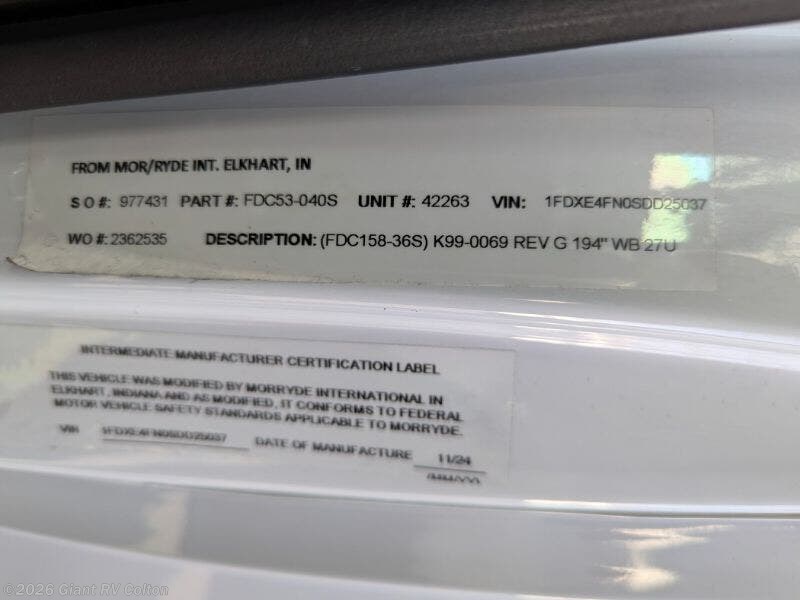 FROM MOR/RYDE INT. ELKHART, IN
S O #: 977431 PART #: FDC53-040S UNIT #: 42263 VIN: 1FDXE4FN0SDD25037
WO #: 2362535 DESCRIPTION: (FDC158-36S) K99-0069 REV G 194" WB 27U
INTERMEDIATE MANUFACTURER CERTIFICATION LABEL
THIS VEHICLE WAS MODIFIED BY MORRYDE INTERNATIONAL IN
ELKHART, INDIANA AND AS MODIFIED, IT CONFORMS TO FEDERAL
MOTOR VEHICLE SAFETY STANDARDS APPLICABLE TO MORRYDE.
VIN 1FDXE4FN0SDD25037 DATE OF MANUFACTURE 11/24
(MM/YY)
©2026 Giant RV Colton